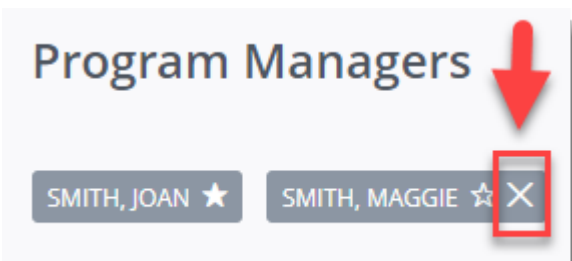 Program Managers
SMITH, JOAN ★ SMITH, MAGGIE ☆ ✕